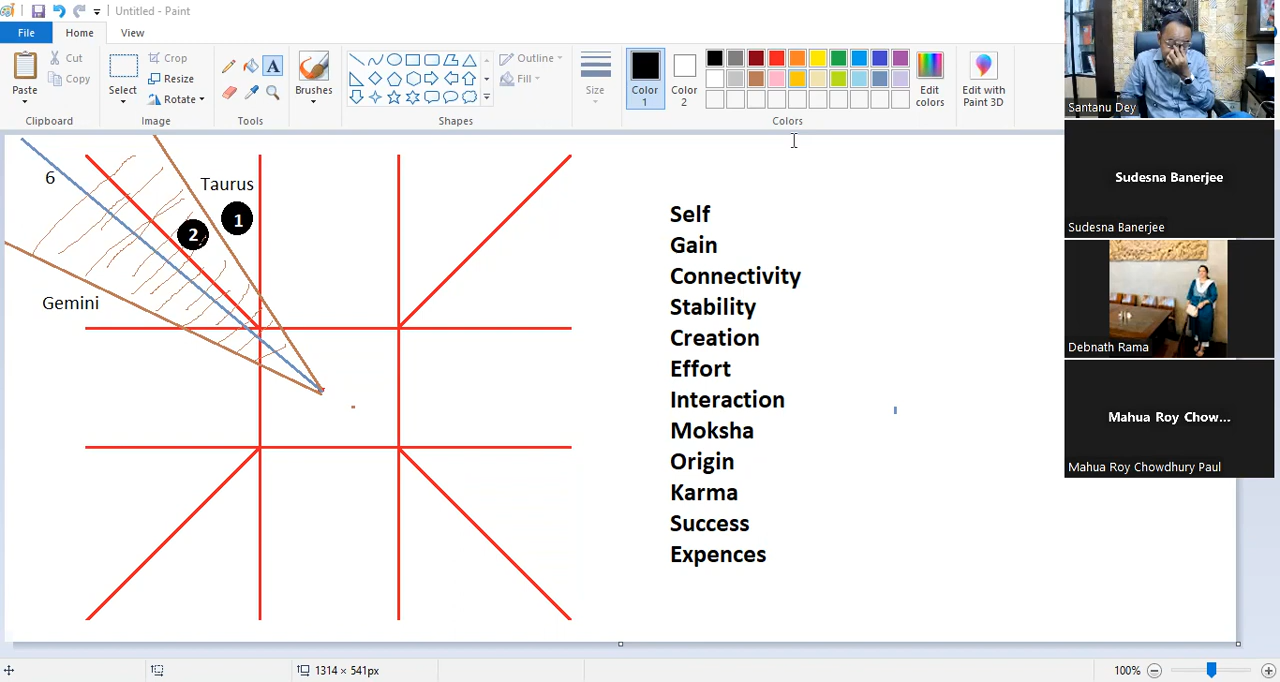 Untitled - Paint
File
Home
View
Paste
Cut
Copy
Clipboard
Select
Crop
Resize
Rotate
Image
A
Tools
Brushes
Shapes
Outline
Fill
Size
Color 1
Color 2
Colors
Edit colors
Edit with Paint 3D
6
Taurus
1
2
Gemini
Self
Gain
Connectivity
Stability
Creation
Effort
Interaction
Moksha
Origin
Karma
Success
Expences
Santanu Dey
Sudesna Banerjee
Sudesna Banerjee
Debnath Rama
Mahua Roy Chow...
Mahua Roy Chowdhury Paul
1314 × 541px
100%